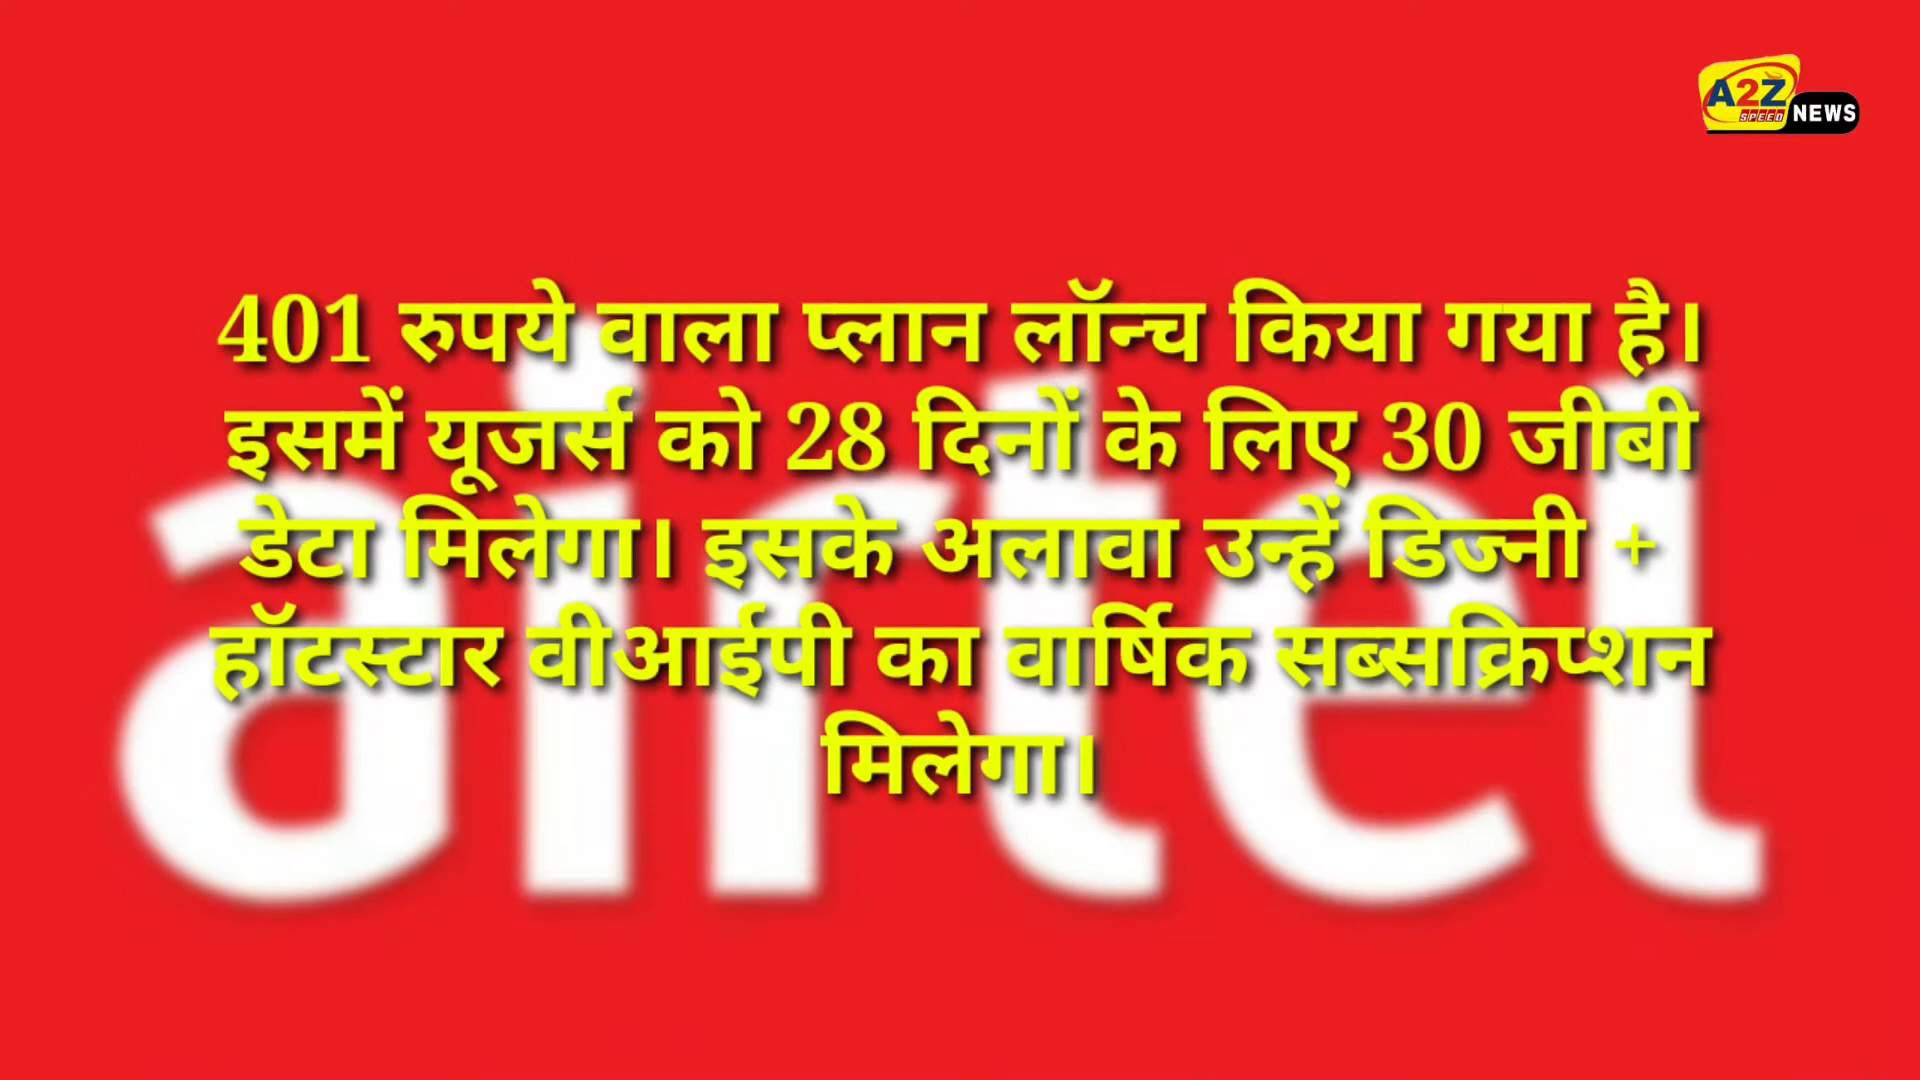 A2Z
SPEED
NEWS
401 रुपये वाला प्लान लॉन्च किया गया है।
इसमें यूजर्स को 28 दिनों के लिए 30 जीबी
डेटा मिलेगा। इसके अलावा उन्हें डिज्नी +
हॉटस्टार वीआईपी का वार्षिक सब्सक्रिप्शन
मिलेगा।
airtel